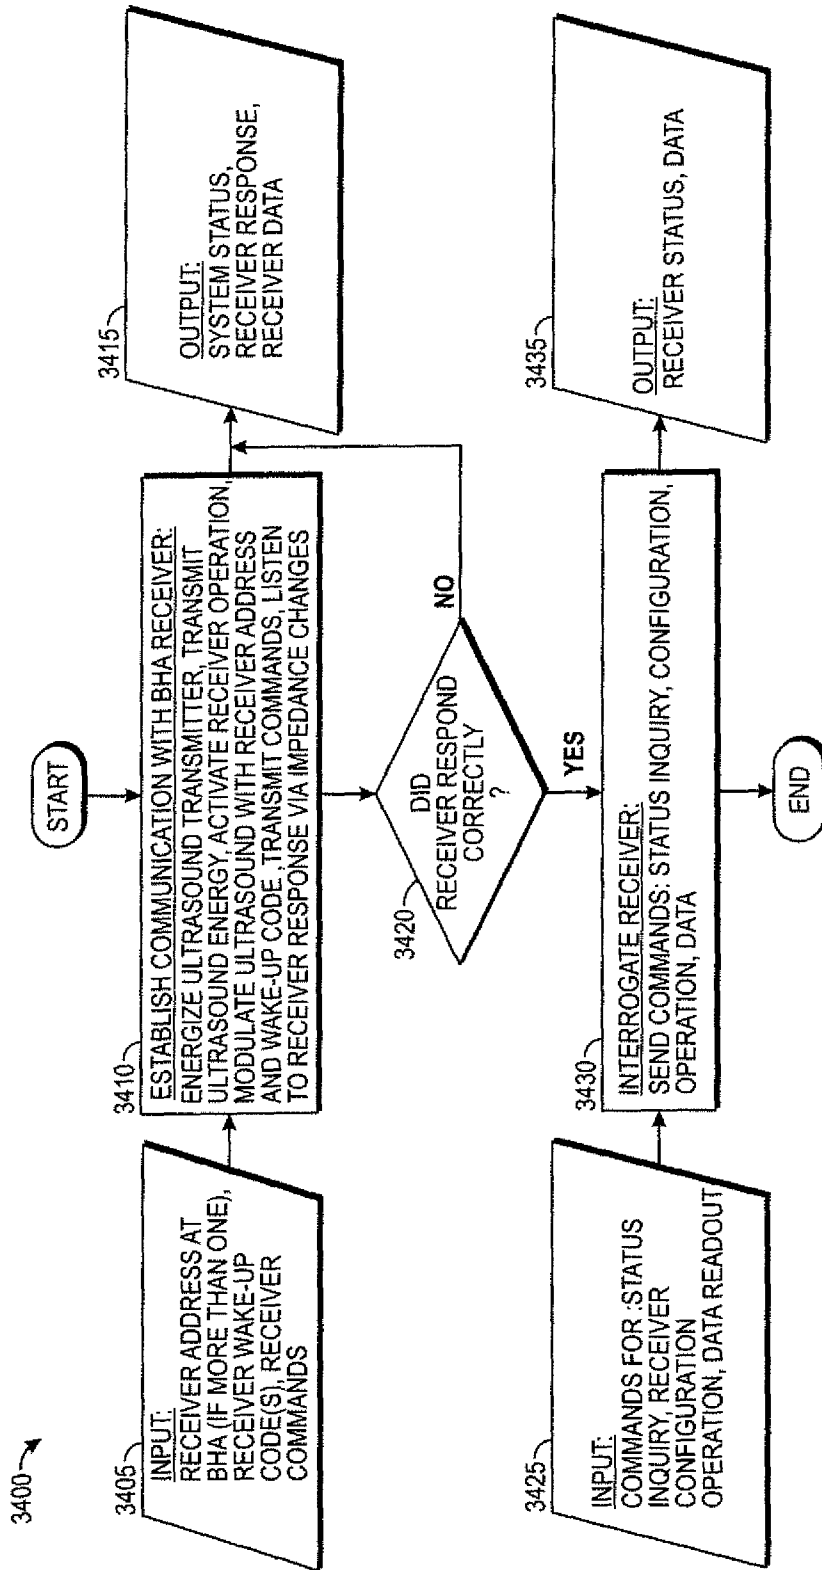 3400
START
3405
INPUT:
RECEIVER ADDRESS AT
BHA (IF MORE THAN ONE),
RECEIVER WAKE-UP
CODE(S), RECEIVER
COMMANDS
3410
ESTABLISH COMMUNICATION WITH BHA RECEIVER:
ENERGIZE ULTRASOUND TRANSMITTER, TRANSMIT
ULTRASOUND ENERGY, ACTIVATE RECEIVER OPERATION,
MODULATE ULTRASOUND WITH RECEIVER ADDRESS
AND WAKE-UP CODE ,TRANSMIT COMMANDS, LISTEN
TO RECEIVER RESPONSE VIA IMPEDANCE CHANGES
3415
OUTPUT:
SYSTEM STATUS,
RECEIVER RESPONSE,
RECEIVER DATA
3420
DID
RECEIVER RESPOND
CORRECTLY
?
NO
YES
3425
INPUT:
COMMANDS FOR :STATUS
INQUIRY, RECEIVER
CONFIGURATION
OPERATION, DATA READOUT
3430
INTERROGATE RECEIVER:
SEND COMMANDS: STATUS INQUIRY, CONFIGURATION,
OPERATION, DATA
3435
OUTPUT:
RECEIVER STATUS, DATA
END